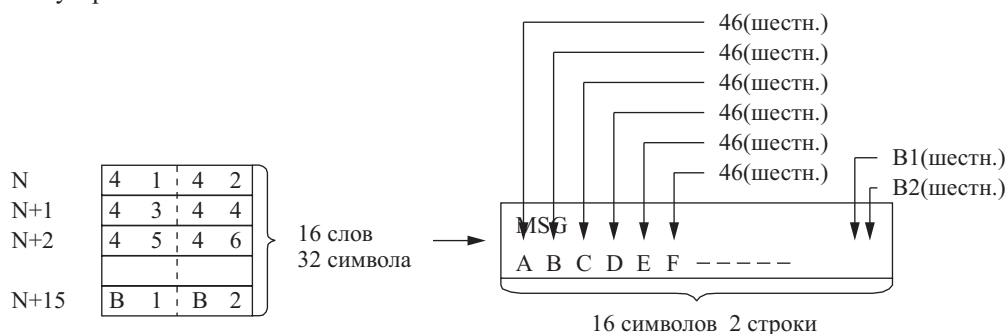 46(шестн.)
46(шестн.)
46(шестн.)
46(шестн.)
46(шестн.)
46(шестн.)
B1(шестн.)
B2(шестн.)
N 4 1 4 2
N+1 4 3 4 4
N+2 4 5 4 6
N+15 B 1 B 2
16 слов
32 символа
MSG
A B C D E F – – – – –
16 символов 2 строки